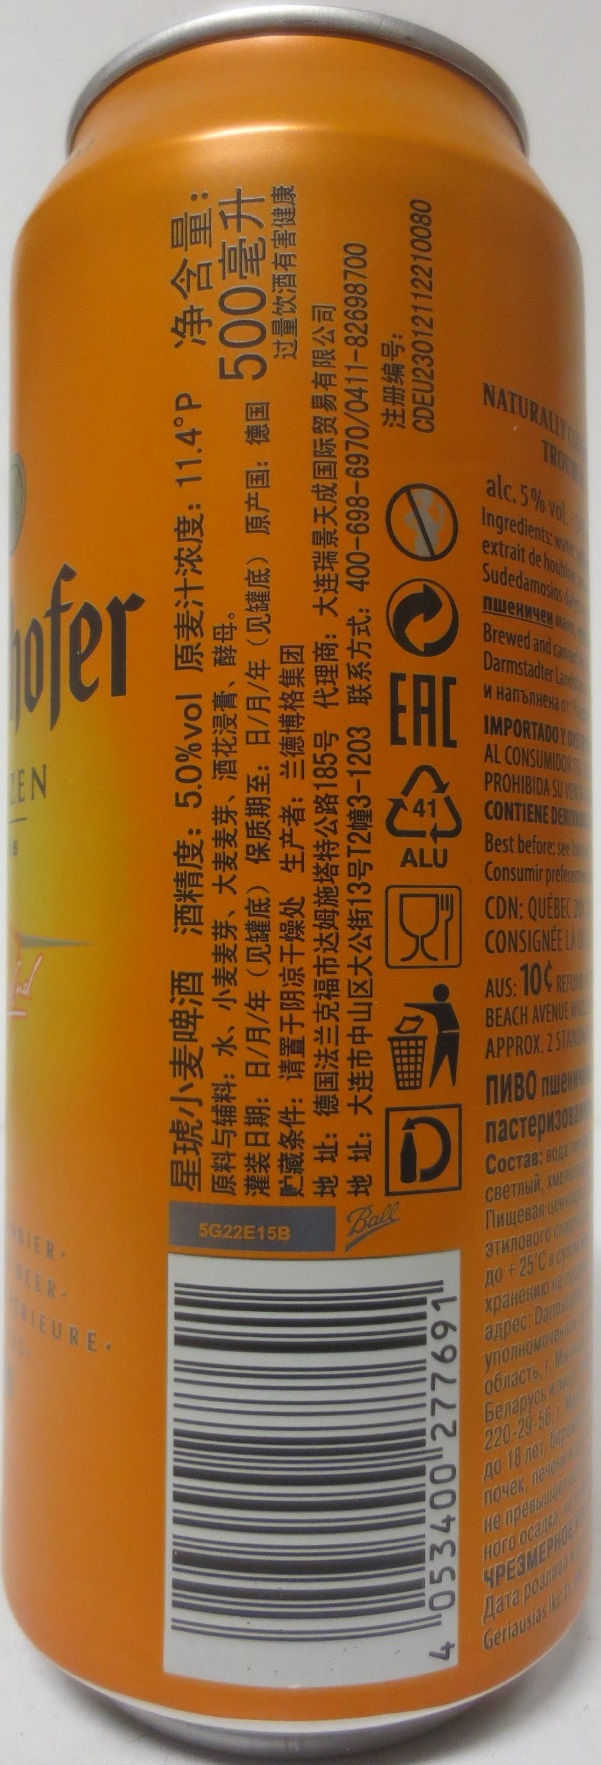 hofer
ZEN
星琥小麦啤酒 酒精度：5.0%vol 原麦汁浓度：11.4°P
净含量：
500毫升
过量饮酒有害健康
原料与辅料：水、小麦麦芽、大麦麦芽、酒花浸膏、酵母。
灌装日期：日/月/年（见罐底） 保质期至：日/月/年（见罐底） 原产国：德国
贮藏条件：请置于阴凉干燥处 生产者：兰德博格集团
地 址：德国法兰克福市达姆施塔特公路185号 代理商：大连瑞景天成国际贸易有限公司
地 址：大连市中山区大公街13号T2幢3-1203 联系方式：400-698-6970/0411-82698700
注册编号：
CDEU23012112210080
EAC
41
ALU
5G22E15B
Ball
4 053400 277691
NATURALLY
alc. 5% vol.
Ingredients: water
extrait de houblon
Sudedamosios
пшеничен
Brewed and canned
Darmstädter
и напълнена от:
IMPORTADO Y
AL CONSUMIDOR
PROHIBIDA SU
CONTIENE
Best before: see
Consumir
CDN: QUÉBEC
CONSIGNÉE LÀ
AUS: 10¢
BEACH AVENUE
APPROX. 2
ПИВО
Состав: вода
светлый,
Пищевая
этилового
до +25°C в
хранению не
адрес:
область, г.
Беларусь
220-29-56, г.
до 18 лет,
почек,
не превышает
ного осадка,
ЧРЕЗМЕРНОЕ
Дата розлива
Geriausias iki: